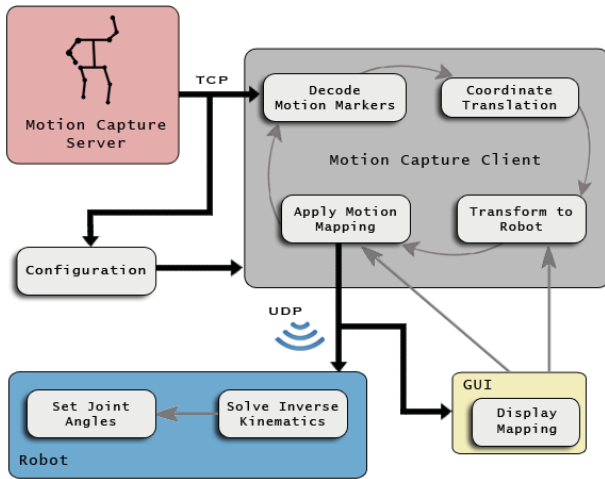 Motion Capture
Server
TCP
Decode
Motion Markers
Coordinate
Translation
Motion Capture Client
Apply Motion
Mapping
Transform to
Robot
Configuration
UDP
Set Joint
Angles
Solve Inverse
Kinematics
Robot
GUI
Display
Mapping